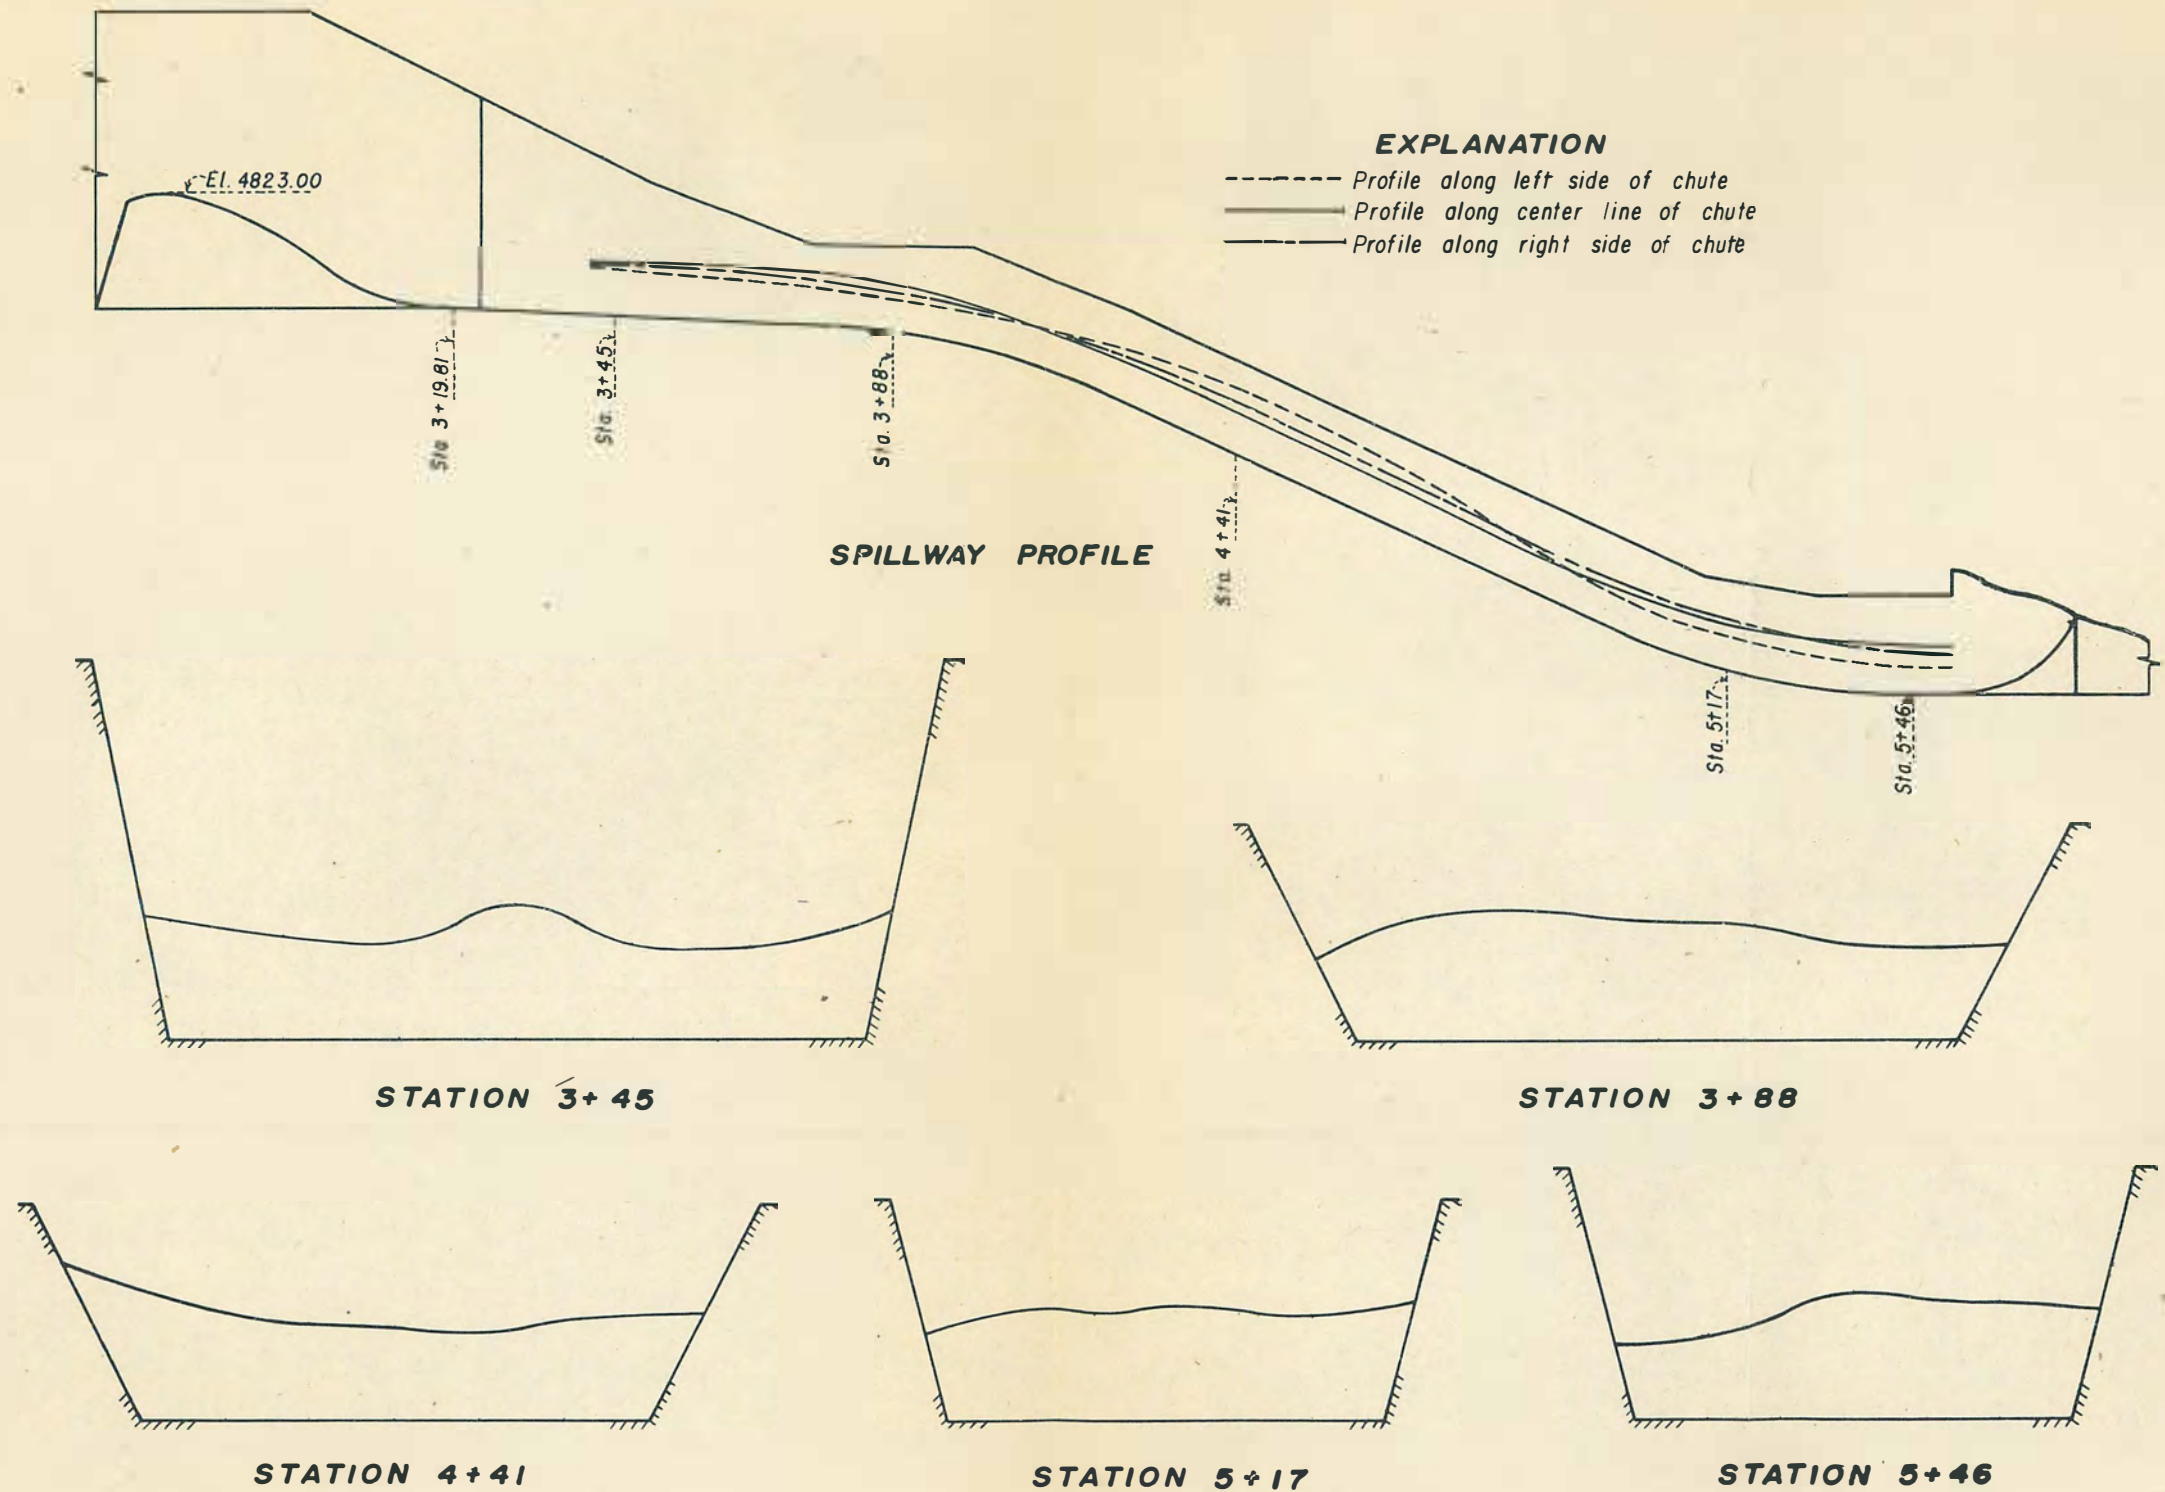 EXPLANATION
Profile along left side of chute
Profile along center line of chute
Profile along right side of chute
El. 4823.00
Sta 3+19.81
Sta. 3+45
Sta. 3+88
Sta. 4+41
Sta. 5+17
Sta. 5+46
SPILLWAY PROFILE
STATION 3+45
STATION 3+88
STATION 4+41
STATION 5+17
STATION 5+46